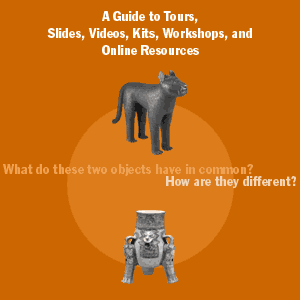 A Guide to Tours,
Slides, Videos, Kits, Workshops, and
Online Resources
What do these two objects have in common?
How are they different?